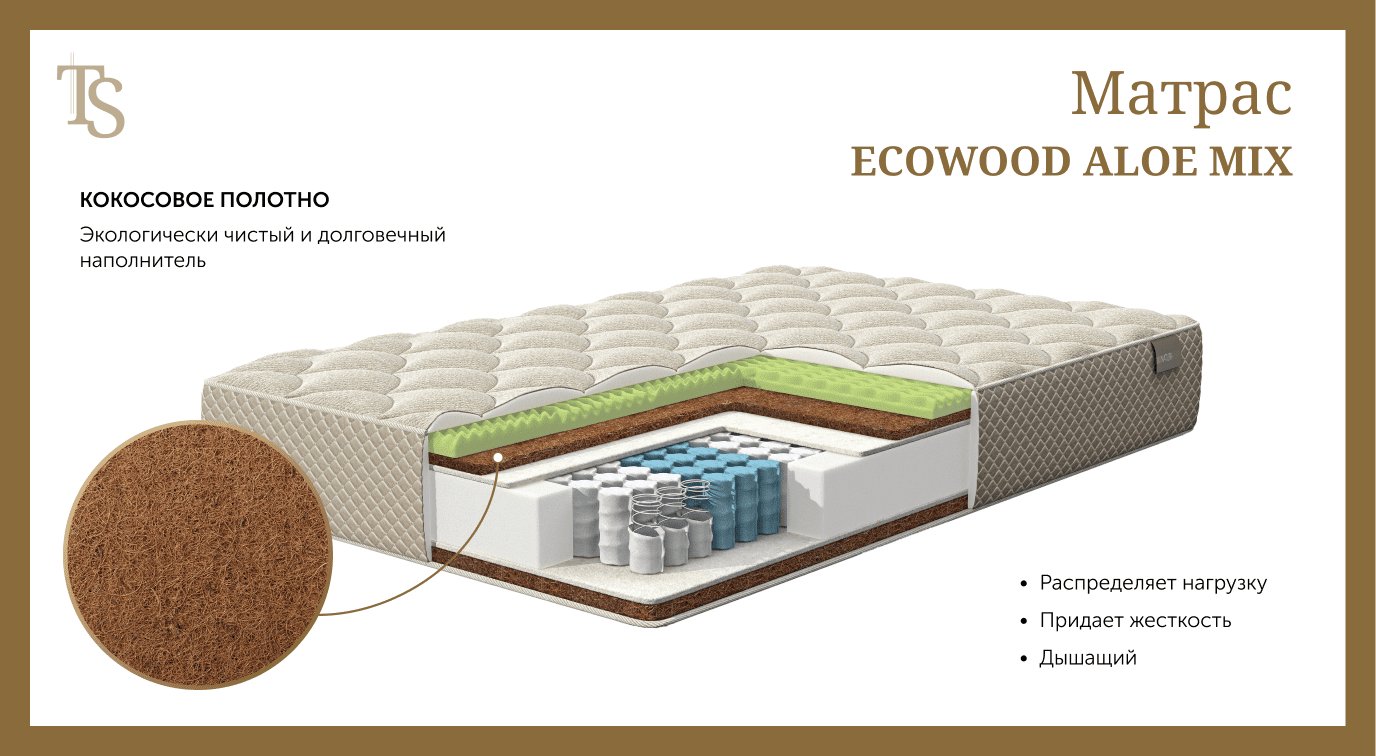 TS
Матрас
ECOWOOD ALOE MIX
КОКОСОВОЕ ПОЛОТНО
Экологически чистый и долговечный
наполнитель
• Распределяет нагрузку
• Придает жесткость
• Дышащий